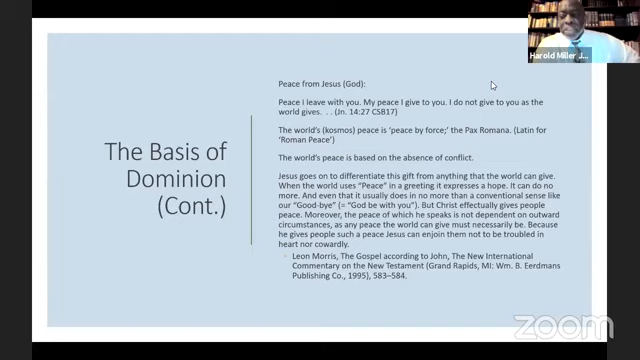 Harold Miller J...
The Basis of
Dominion
(Cont.)
Peace from Jesus (God):
Peace I leave with you. My peace I give to you. I do not give to you as the
world gives. . . (Jn. 14:27 CSB17)
The world's (kosmos) peace is 'peace by force;' the Pax Romana. (Latin for
'Roman Peace')
The world's peace is based on the absence of conflict.
Jesus goes on to differentiate this gift from anything that the world can give.
When the world uses "Peace" in a greeting it expresses a hope. It can do no
more. And even that it usually does in no more than a conventional sense like
our "Good-bye" (= "God be with you"). But Christ effectually gives people
peace. Moreover, the peace of which he speaks is not dependent on outward
circumstances, as any peace the world can give must necessarily be. Because
he gives people such a peace Jesus can enjoin them not to be troubled in
heart nor cowardly.
Leon Morris, The Gospel according to John, The New International
Commentary on the New Testament (Grand Rapids, MI: Wm. B. Eerdmans
Publishing Co., 1995), 583–584.
zoom